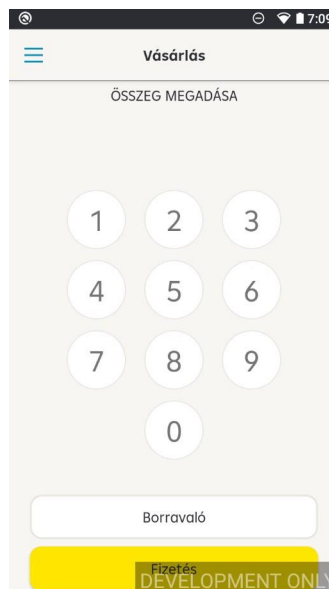 7:09
Vásárlás
ÖSSZEG MEGADÁSA
1 2 3
4 5 6
7 8 9
0
Borravaló
Fizetés
DEVELOPMENT ONLY